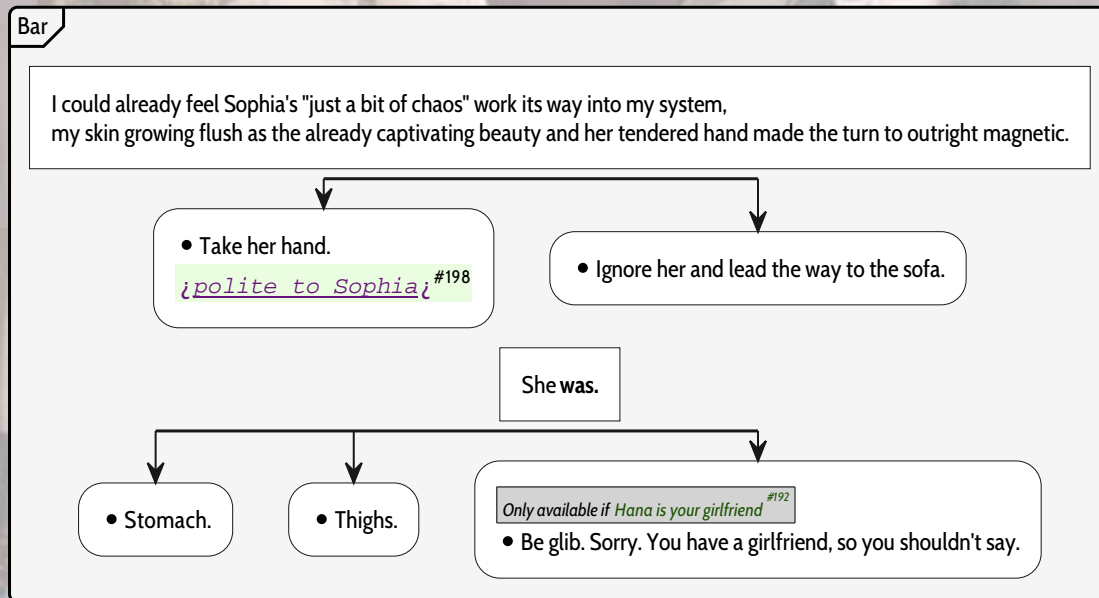 Bar
I could already feel Sophia's "just a bit of chaos" work its way into my system,
my skin growing flush as the already captivating beauty and her tendered hand made the turn to outright magnetic.
• Take her hand.
¿polite to Sophia¿ #198
• Ignore her and lead the way to the sofa.
She was.
• Stomach.
• Thighs.
Only available if Hana is your girlfriend #192
• Be glib. Sorry. You have a girlfriend, so you shouldn't say.